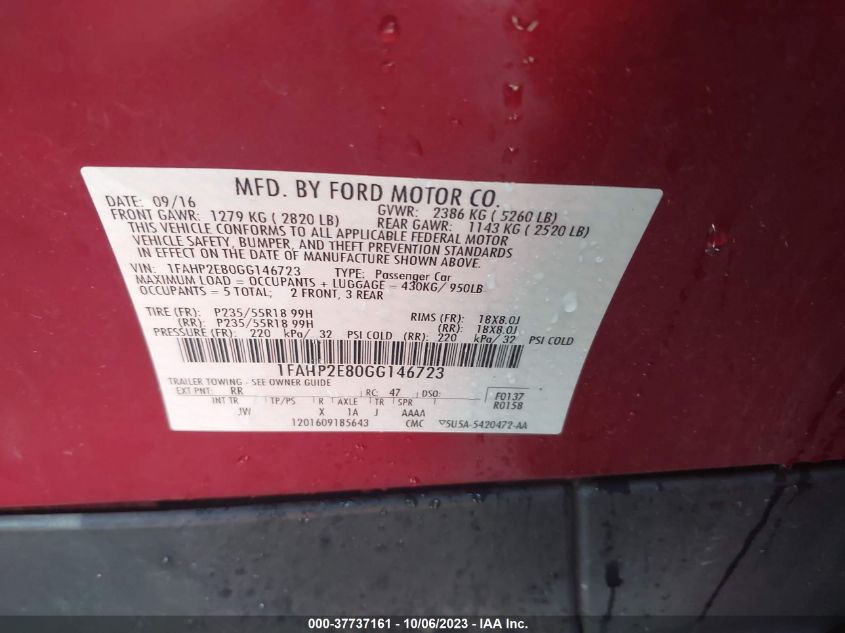 MFD. BY FORD MOTOR CO.
DATE: 09/16 GVWR: 2386 KG ( 5260 LB)
FRONT GAWR: 1279 KG ( 2820 LB) REAR GAWR: 1143 KG ( 2520 LB)
THIS VEHICLE CONFORMS TO ALL APPLICABLE FEDERAL MOTOR
VEHICLE SAFETY, BUMPER, AND THEFT PREVENTION STANDARDS
IN EFFECT ON THE DATE OF MANUFACTURE SHOWN ABOVE.
VIN: 1FAHP2E80GG146723 TYPE: Passenger Car
MAXIMUM LOAD = OCCUPANTS + LUGGAGE = 430KG/ 950LB
OCCUPANTS = 5 TOTAL; 2 FRONT, 3 REAR
TIRE (FR): P235/55R18 99H RIMS (FR): 18X8.0J
(RR): P235/55R18 99H (RR): 18X8.0J
PRESSURE (FR): 220 kPa/ 32 PSI COLD (RR): 220 kPa/ 32 PSI COLD
1FAHP2E80GG146723
TRAILER TOWING - SEE OWNER GUIDE
EXT PNT: RR RC: 47 DSO: F0137
INT TR TP/PS R AXLE TR SPR R0158
JW X 1A J AAAA
1201609185643 CMC 5U5A-5420472-AA
000-37737161 - 10/06/2023 - IAA Inc.